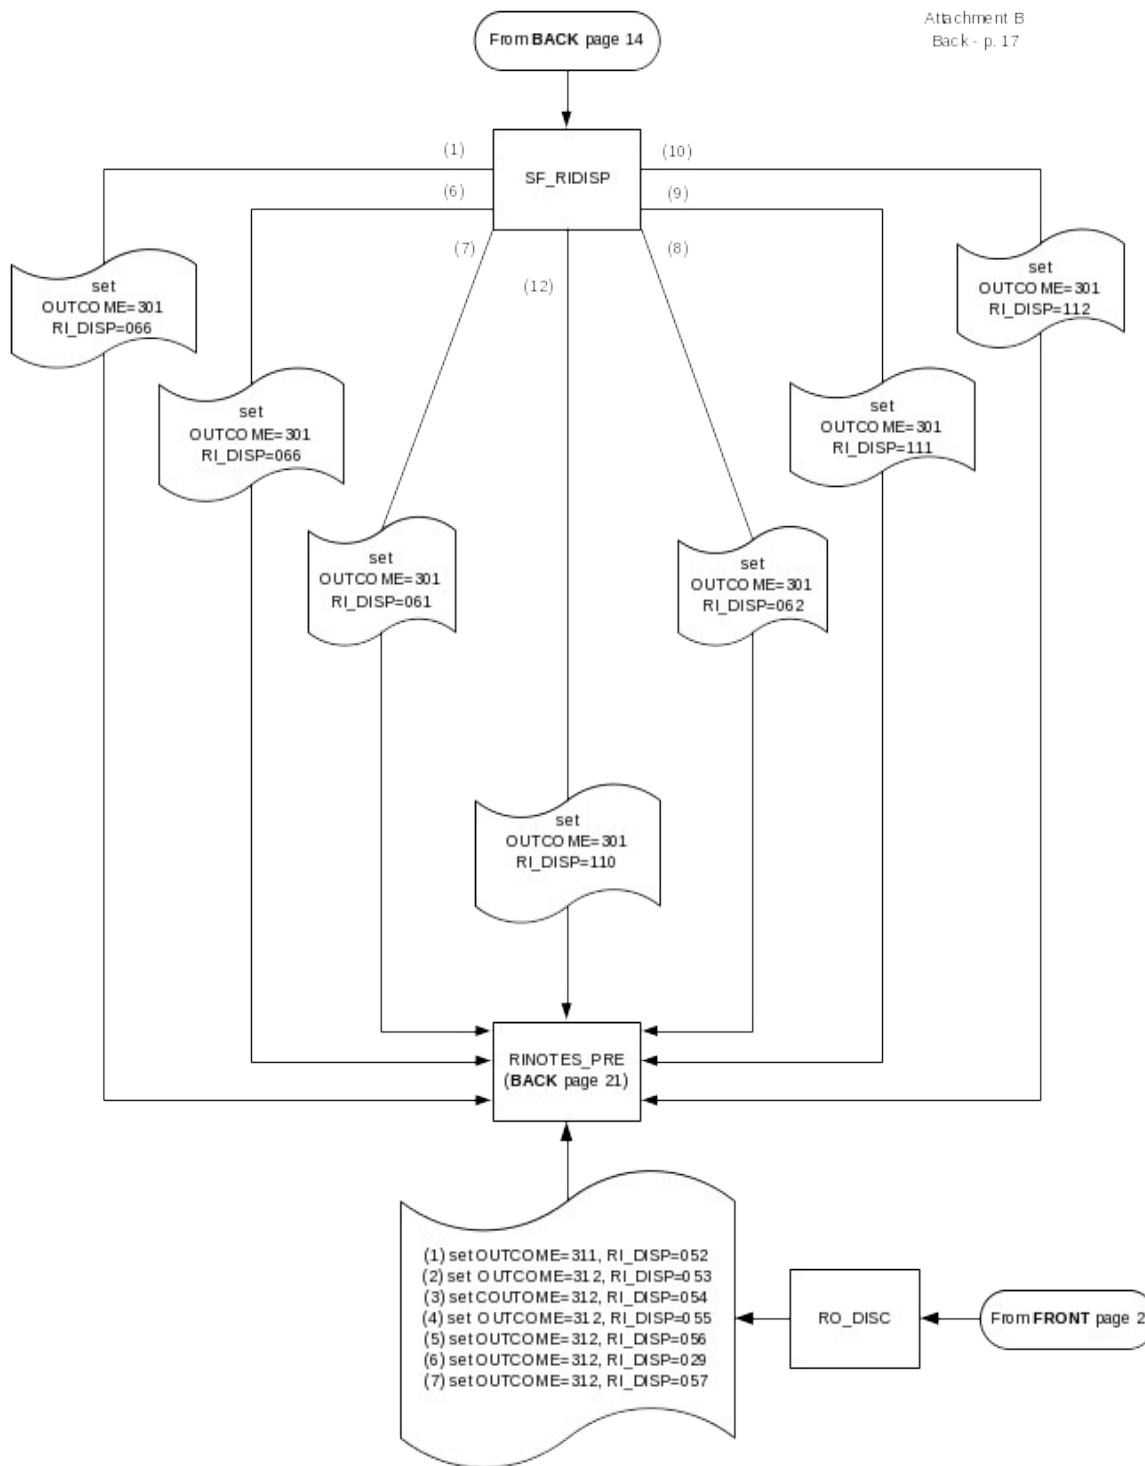 Attachment B
Back - p. 17
From BACK page 14
SF_RIDISP
(1)
(10)
(6)
(9)
(7)
(8)
(12)
set
OUTCOME=301
RI_DISP=066
set
OUTCOME=301
RI_DISP=112
set
OUTCOME=301
RI_DISP=066
set
OUTCOME=301
RI_DISP=111
set
OUTCOME=301
RI_DISP=061
set
OUTCOME=301
RI_DISP=062
set
OUTCOME=301
RI_DISP=110
RINOTES_PRE
(BACK page 21)
(1) set OUTCOME=311, RI_DISP=052
(2) set OUTCOME=312, RI_DISP=053
(3) set COUTOME=312, RI_DISP=054
(4) set OUTCOME=312, RI_DISP=055
(5) set OUTCOME=312, RI_DISP=056
(6) set OUTCOME=312, RI_DISP=029
(7) set OUTCOME=312, RI_DISP=057
RO_DISC
From FRONT page 2